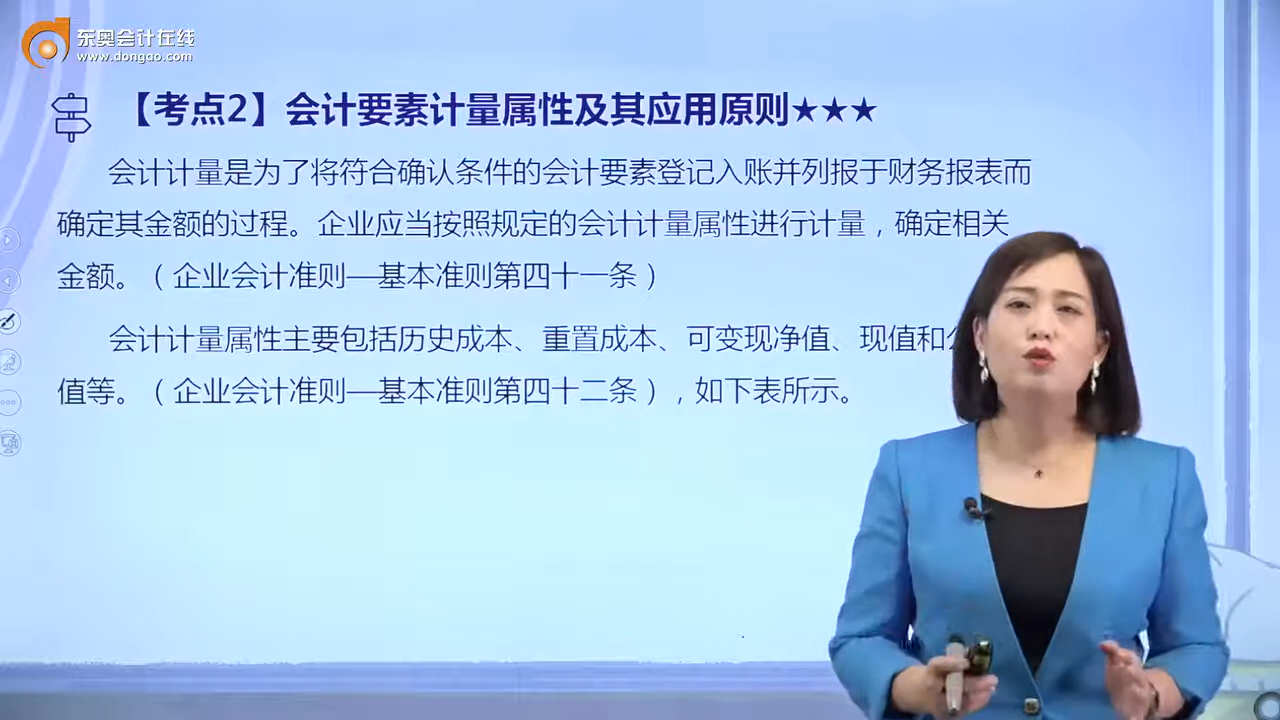 东奥会计在线
www.dongao.com
【考点2】会计要素计量属性及其应用原则★★★
会计计量是为了将符合确认条件的会计要素登记入账并列报于财务报表而
确定其金额的过程。企业应当按照规定的会计计量属性进行计量，确定相关
金额。（企业会计准则—基本准则第四十一条）
会计计量属性主要包括历史成本、重置成本、可变现净值、现值和
值等。（企业会计准则—基本准则第四十二条），如下表所示。